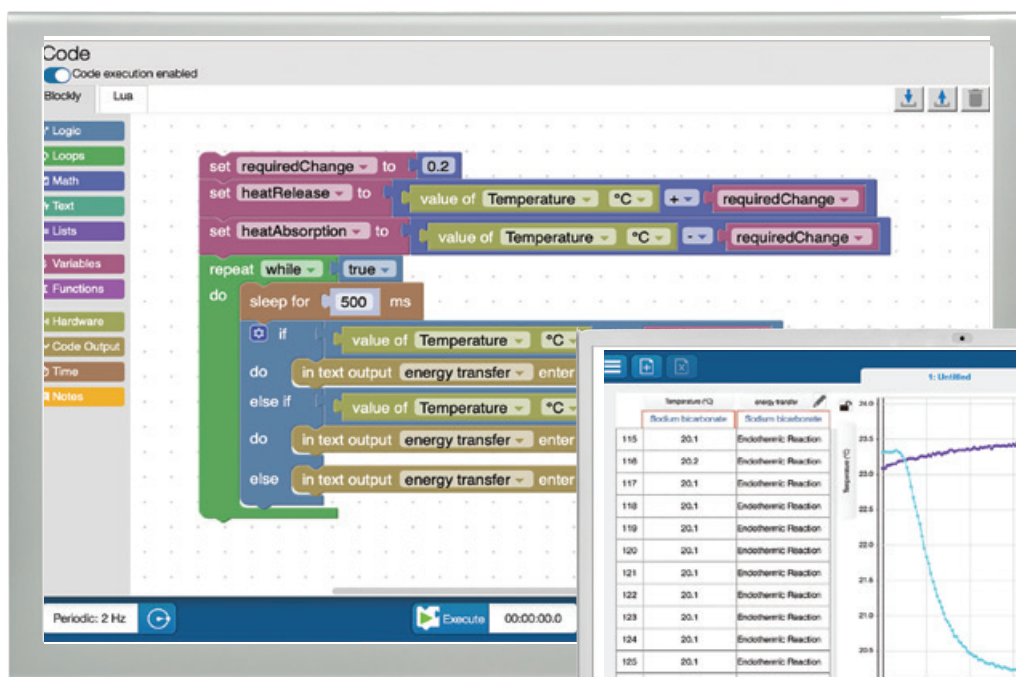 Code
Code execution enabled
Blockly Lua
Logic
Loops
Math
Text
Lists
Variables
Functions
Hardware
Code Output
Time
Notes
set requiredChange to 0.2
set heatRelease to value of Temperature °C + requiredChange
set heatAbsorption to value of Temperature °C - requiredChange
repeat while true
do sleep for 500 ms
if value of Temperature °C
do in text output energy transfer enter
else if value of Temperature °C
do in text output energy transfer enter
else in text output energy transfer enter
Periodic: 2 Hz Execute 00:00:00.0
1: Untitled
Temperature (°C) energy transfer
Sodium bicarbonate Sodium bicarbonate
115 20.1 Endothermic Reaction
116 20.2 Endothermic Reaction
117 20.1 Endothermic Reaction
118 20.1 Endothermic Reaction
119 20.1 Endothermic Reaction
120 20.1 Endothermic Reaction
121 20.1 Endothermic Reaction
122 20.1 Endothermic Reaction
123 20.1 Endothermic Reaction
124 20.1 Endothermic Reaction
125 20.1 Endothermic Reaction
Temperature (°C)
24.0
23.5
23.0
22.5
22.0
21.5
21.0
20.5